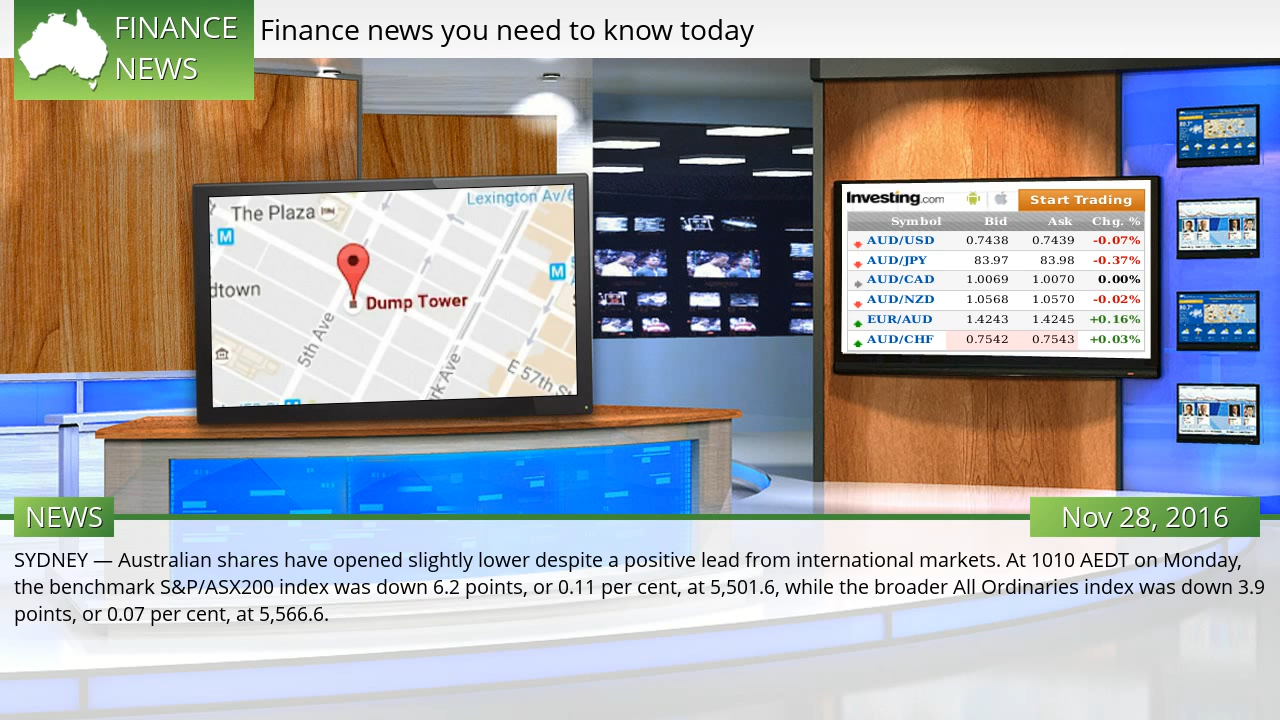 FINANCE
NEWS
Finance news you need to know today
The Plaza
Lexington Av/6
M
M
dtown
Dump Tower
5th Ave
rk Ave
E 57th S
Investing.com
Start Trading
Symbol Bid Ask Chg. %
AUD/USD 0.7438 0.7439 -0.07%
AUD/JPY 83.97 83.98 -0.37%
AUD/CAD 1.0069 1.0070 0.00%
AUD/NZD 1.0568 1.0570 -0.02%
EUR/AUD 1.4243 1.4245 +0.16%
AUD/CHF 0.7542 0.7543 +0.03%
NEWS
Nov 28, 2016
SYDNEY — Australian shares have opened slightly lower despite a positive lead from international markets. At 1010 AEDT on Monday,
the benchmark S&P/ASX200 index was down 6.2 points, or 0.11 per cent, at 5,501.6, while the broader All Ordinaries index was down 3.9
points, or 0.07 per cent, at 5,566.6.